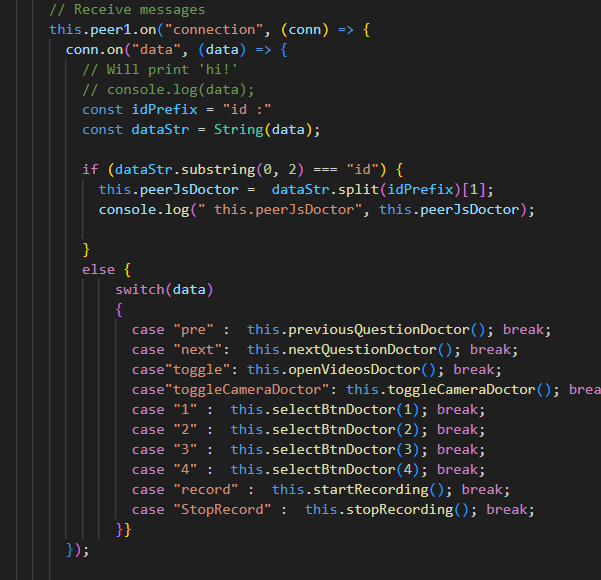 // Receive messages
this.peer1.on("connection", (conn) => {
conn.on("data", (data) => {
// Will print 'hi!'
// console.log(data);
const idPrefix = "id :"
const dataStr = String(data);
if (dataStr.substring(0, 2) === "id") {
this.peerJsDoctor =  dataStr.split(idPrefix)[1];
console.log(" this.peerJsDoctor", this.peerJsDoctor);
}
else {
switch(data)
{
case "pre" :  this.previousQuestionDoctor(); break;
case "next":  this.nextQuestionDoctor(); break;
case"toggle": this.openVideosDoctor(); break;
case"toggleCameraDoctor": this.toggleCameraDoctor(); brea
case "1" :  this.selectBtnDoctor(1); break;
case "2" :  this.selectBtnDoctor(2); break;
case "3" :  this.selectBtnDoctor(3); break;
case "4" :  this.selectBtnDoctor(4); break;
case "record" :  this.startRecording(); break;
case "StopRecord" :  this.stopRecording(); break;
}}
});